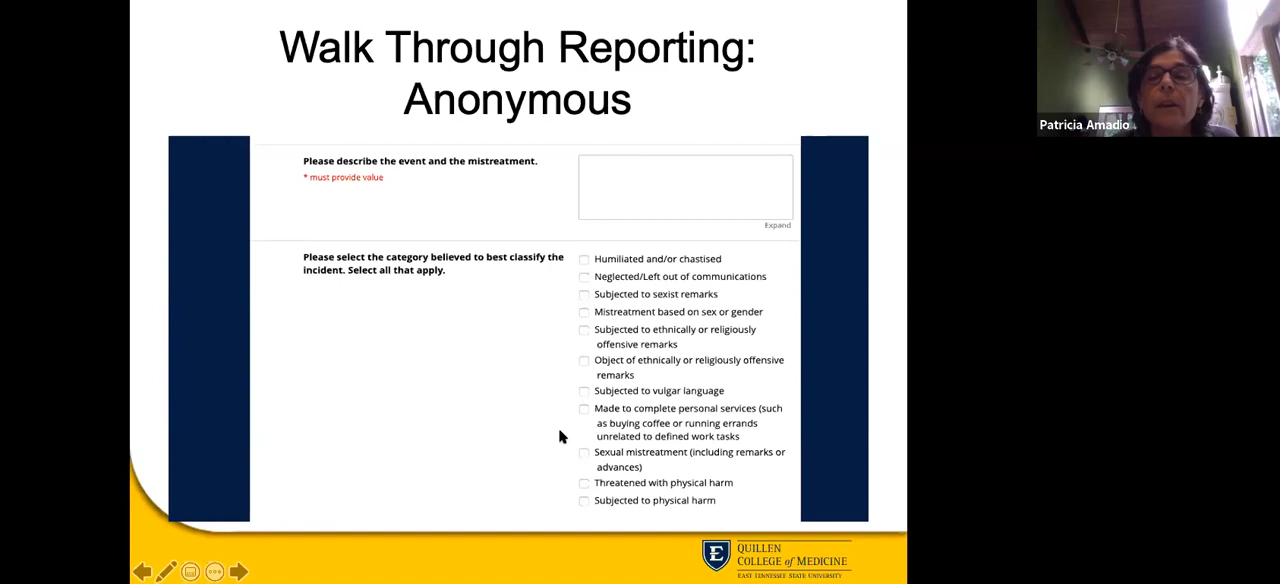 Walk Through Reporting:
Anonymous
Patricia Amadio
Please describe the event and the mistreatment.
* must provide value
Expand
Please select the category believed to best classify the
incident. Select all that apply.
Humiliated and/or chastised
Neglected/Left out of communications
Subjected to sexist remarks
Mistreatment based on sex or gender
Subjected to ethnically or religiously
offensive remarks
Object of ethnically or religiously offensive
remarks
Subjected to vulgar language
Made to complete personal services (such
as buying coffee or running errands
unrelated to defined work tasks
Sexual mistreatment (including remarks or
advances)
Threatened with physical harm
Subjected to physical harm
E
QUILLEN
COLLEGE of MEDICINE
EAST TENNESSEE STATE UNIVERSITY